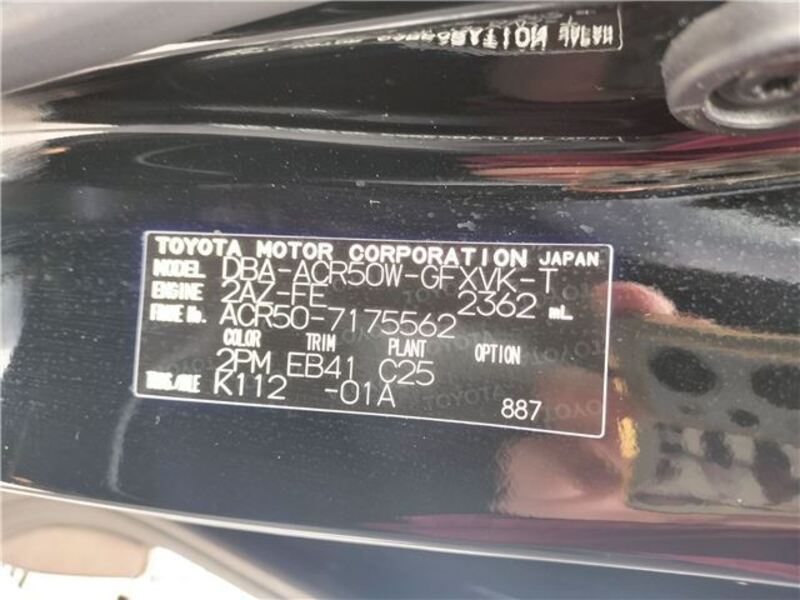 TOYOTA MOTOR CORPORATION JAPAN
MODEL DBA-ACR50W-GFXVK-T
ENGINE 2AZ-FE 2362 mL
FRAME No. ACR50-7175562
COLOR TRIM PLANT OPTION
2PM EB41 C25
TRANS/AXLE K112 -01A 887